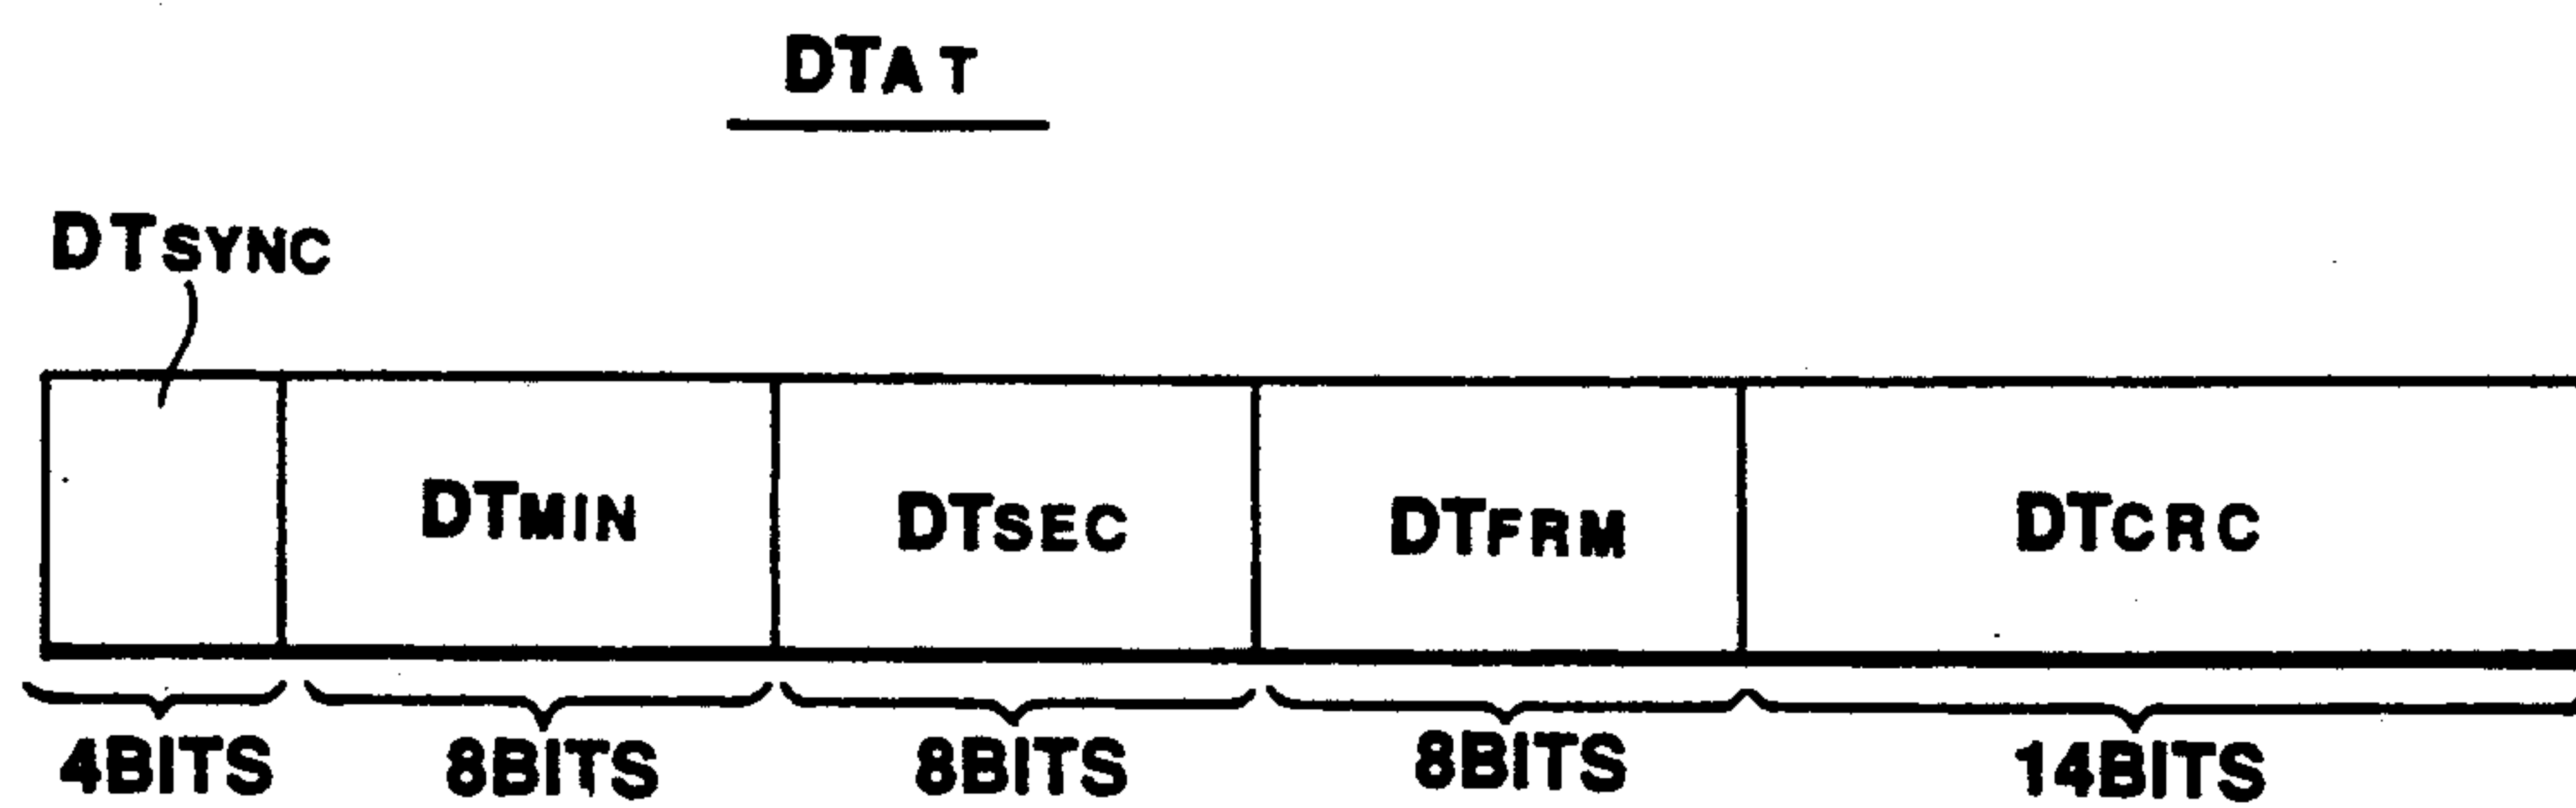 DTAT
DTSYNC
DTMIN DTSEC DTFRM DTCRC
4BITS 8BITS 8BITS 8BITS 14BITS